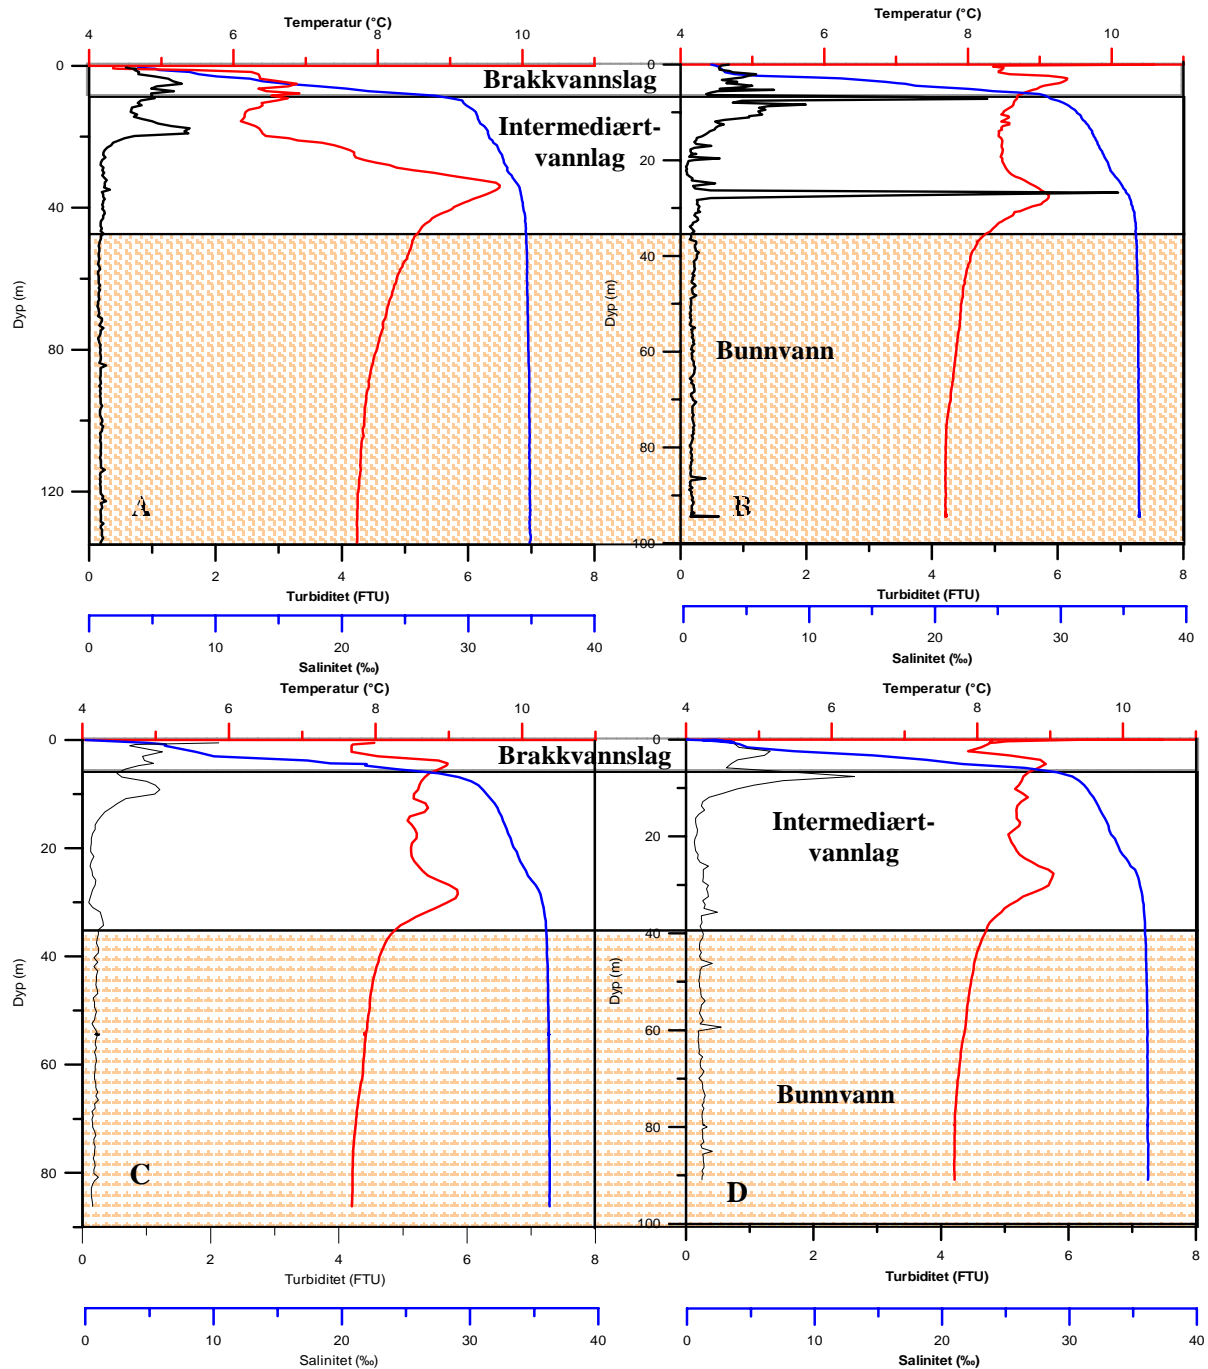 Temperatur (°C)
4 6 8 10
Temperatur (°C)
4 6 8 10
Brakkvannslag
Intermediært-
vannlag
Bunnvann
Dyp (m)
0
40
80
120
A
Dyp (m)
0
20
40
60
80
100
B
0 2 4 6 8
Turbiditet (FTU)
0 2 4 6 8
Turbiditet (FTU)
0 10 20 30 40
Salinitet (‰)
0 10 20 30 40
Salinitet (‰)
Temperatur (°C)
4 6 8 10
Temperatur (°C)
4 6 8 10
Brakkvannslag
Intermediært-
vannlag
Bunnvann
Dyp (m)
0
20
40
60
80
C
Dyp (m)
0
20
40
60
80
100
D
0 2 4 6 8
Turbiditet (FTU)
0 2 4 6 8
Turbiditet (FTU)
0 10 20 30 40
Salinitet (‰)
0 10 20 30 40
Salinitet (‰)